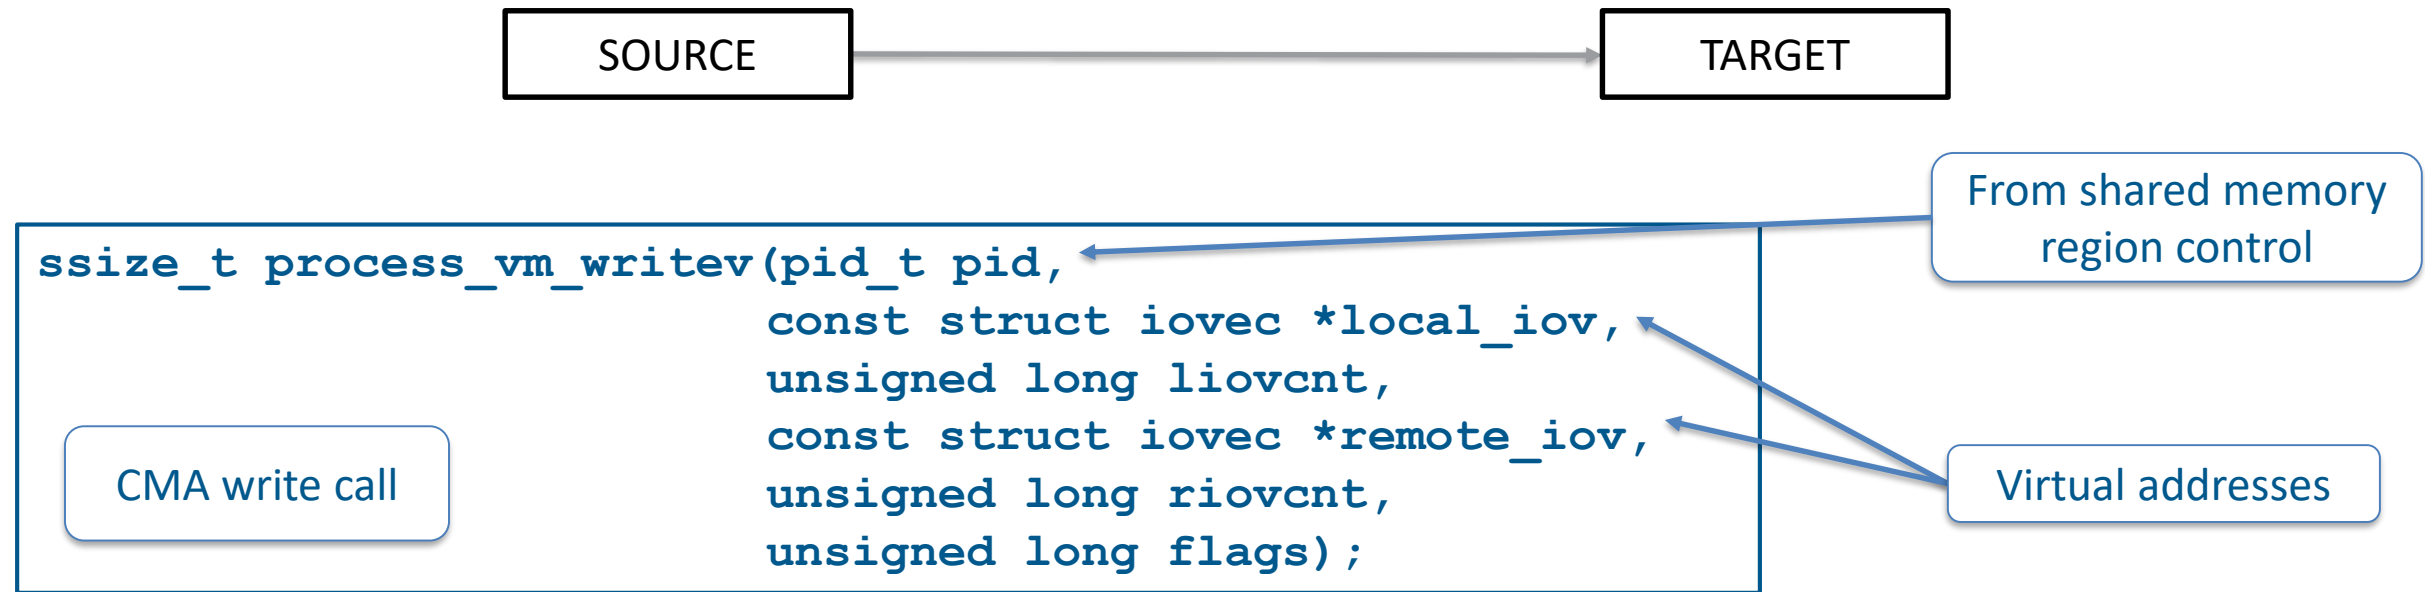 SOURCE
TARGET
From shared memory
region control
ssize_t process_vm_writev(pid_t pid,
const struct iovec *local_iov,
unsigned long liovcnt,
const struct iovec *remote_iov,
unsigned long riovcnt,
unsigned long flags);
CMA write call
Virtual addresses